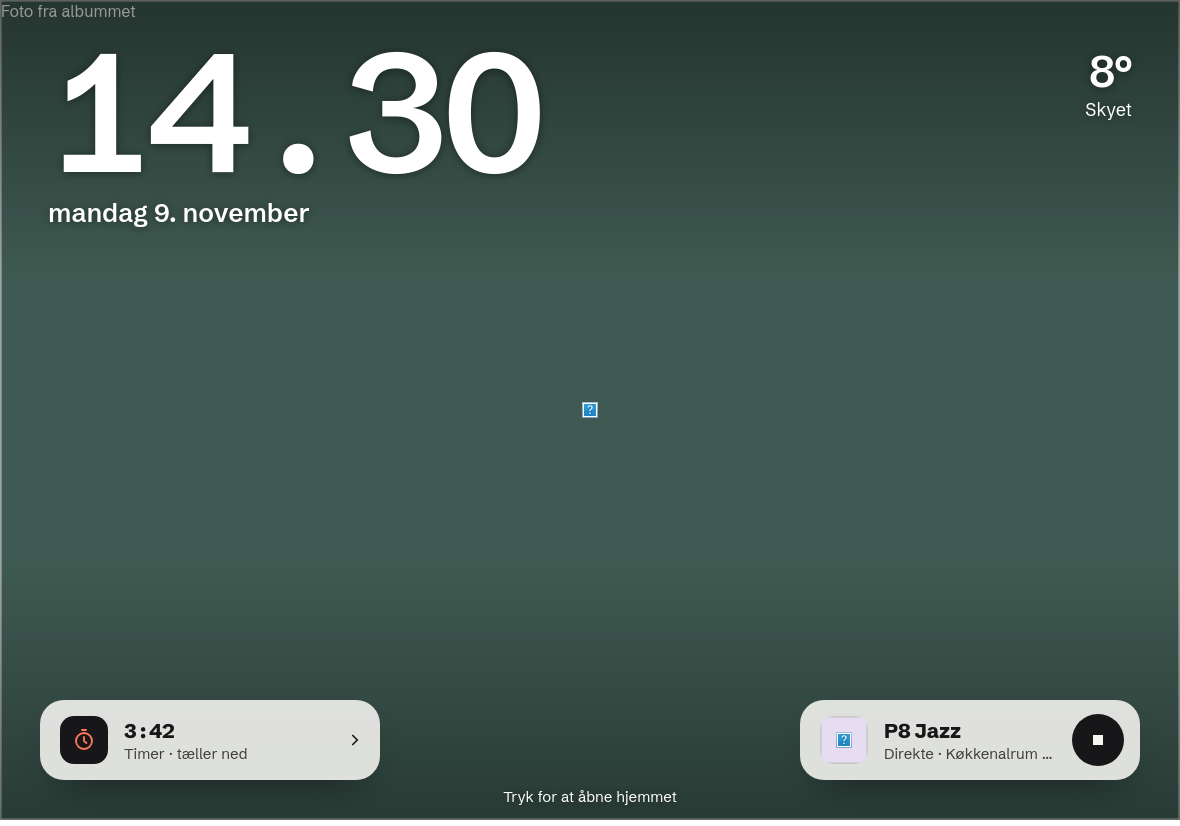 Foto fra albummet
14.30
mandag 9. november
8°
Skyet
3:42
Timer · tæller ned
P8 Jazz
Direkte · Køkkenalrum ...
Tryk for at åbne hjemmet